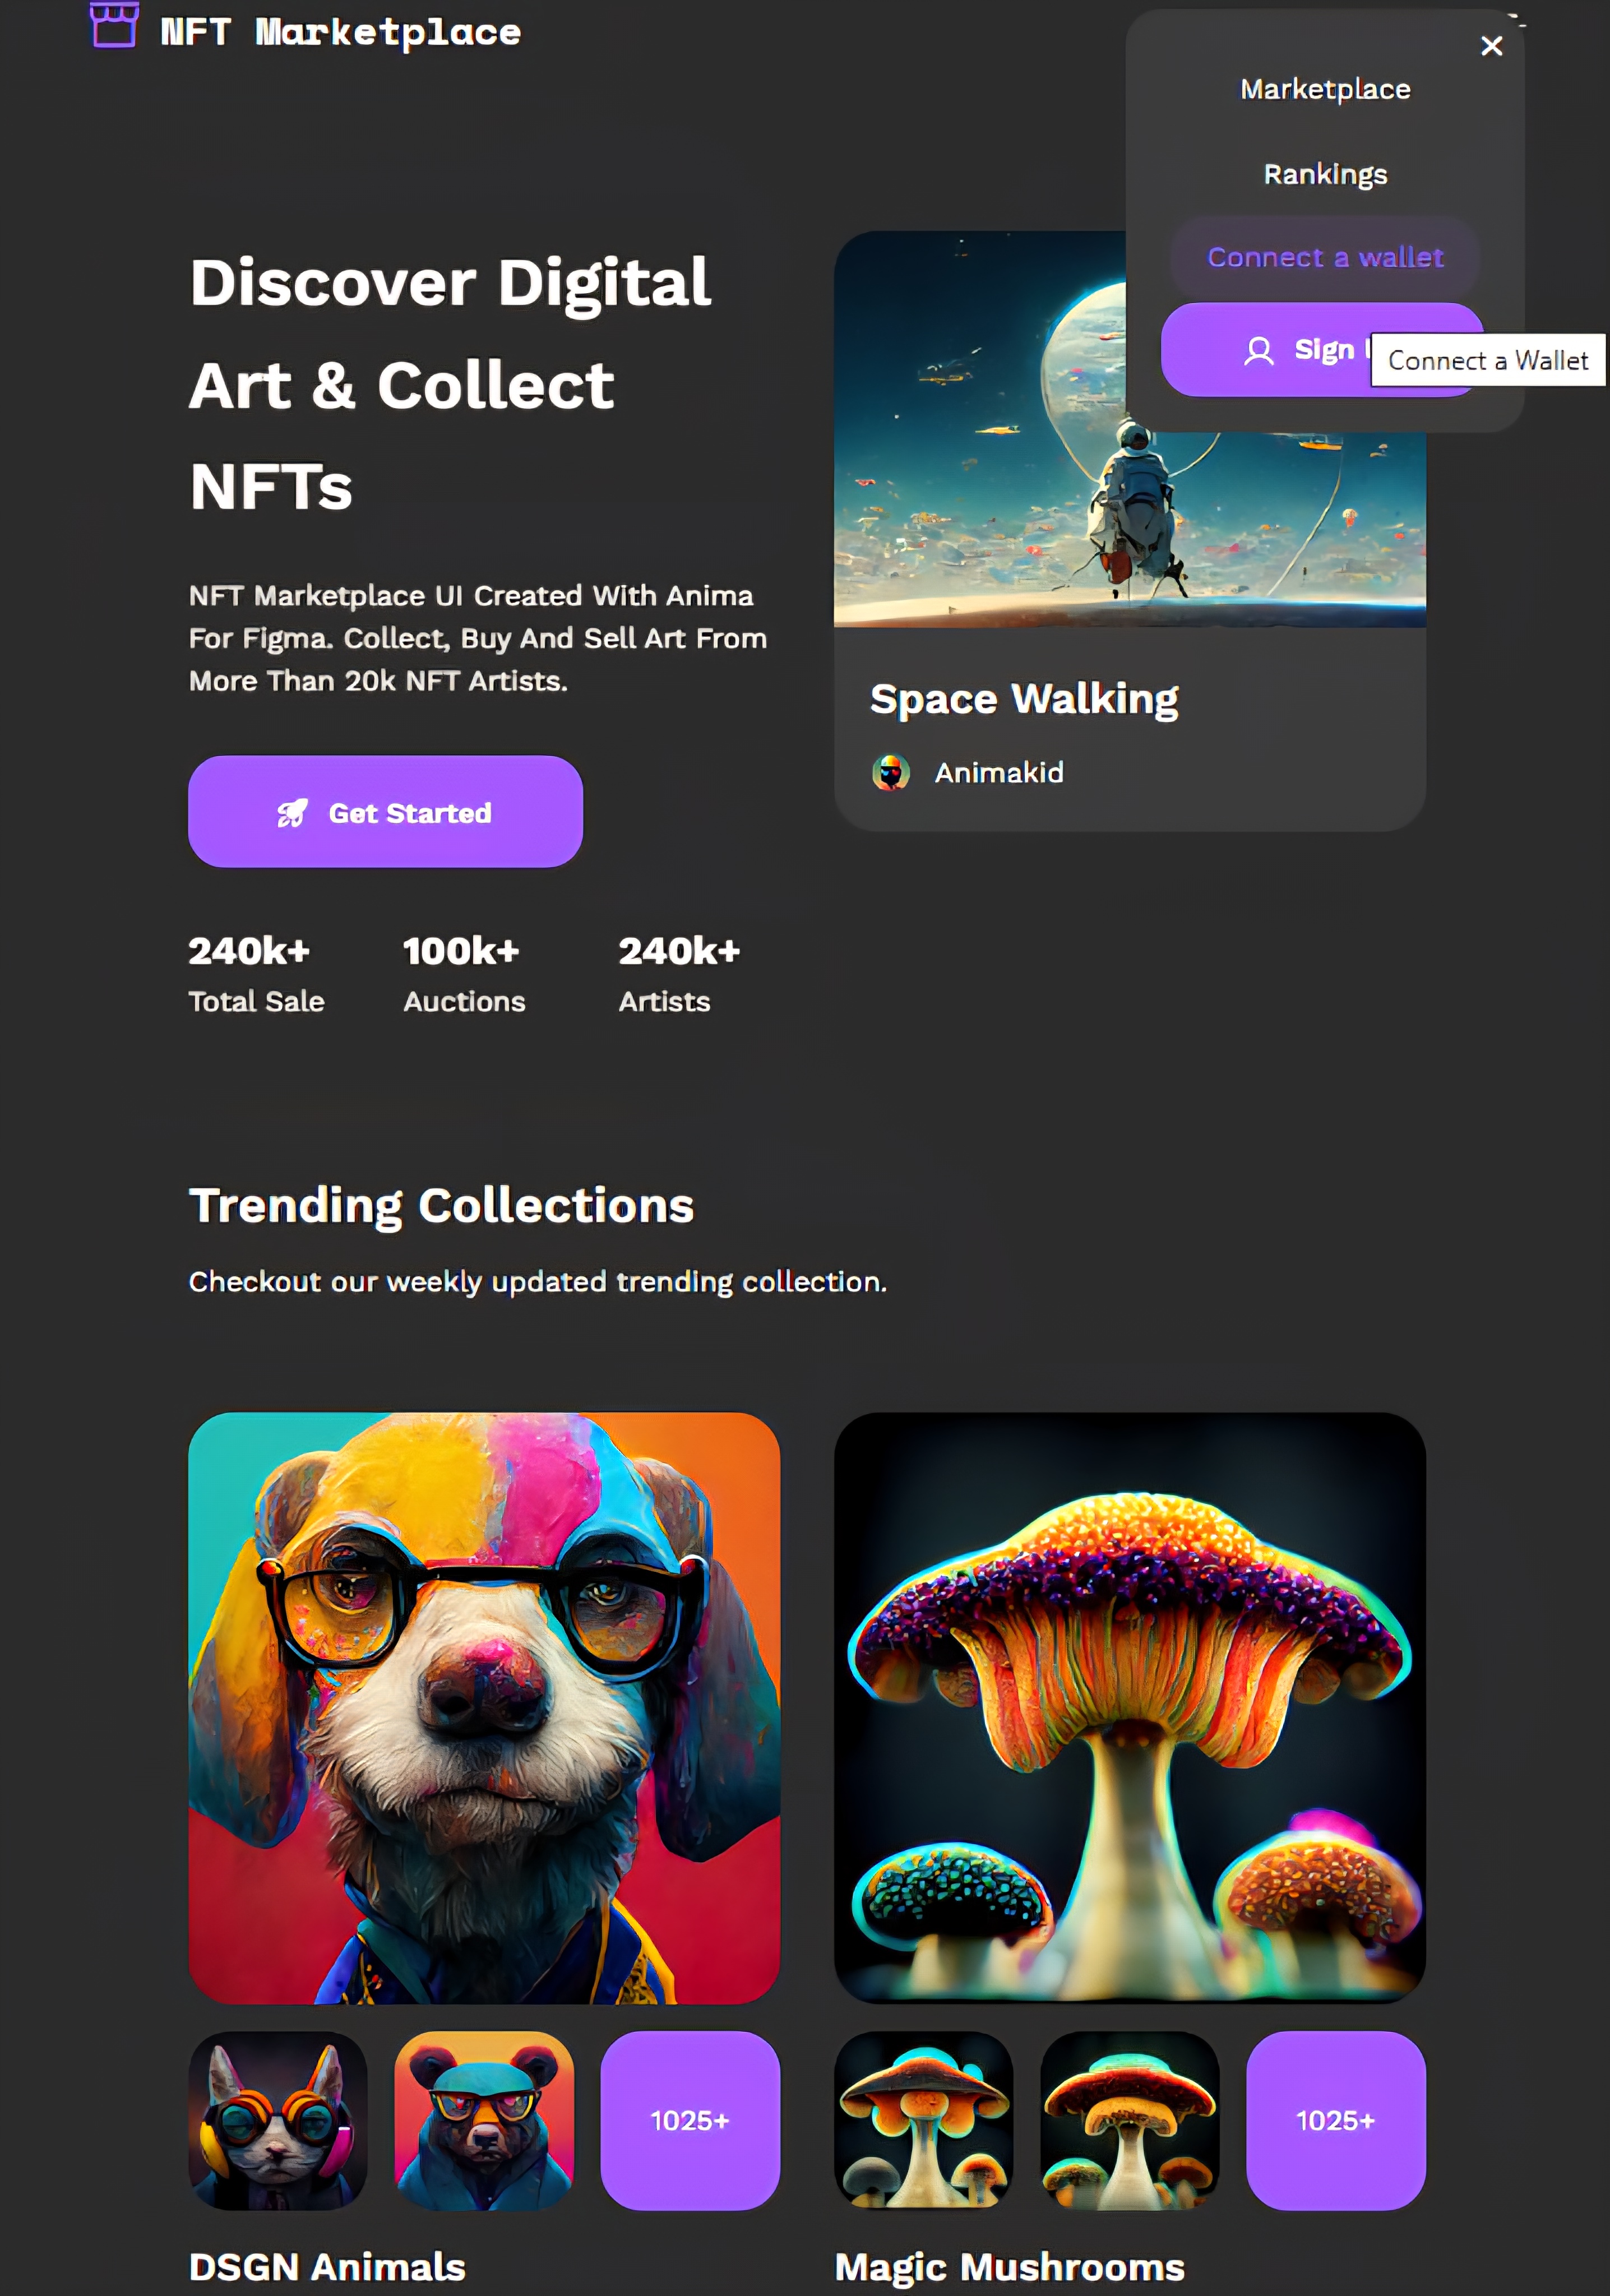 NFT Marketplace
Marketplace
Rankings
Connect a wallet
Sign
Connect a Wallet
Discover Digital
Art & Collect
NFTs
NFT Marketplace UI Created With Anima
For Figma. Collect, Buy And Sell Art From
More Than 20k NFT Artists.
Get Started
240k+
Total Sale
100k+
Auctions
240k+
Artists
Space Walking
Animakid
Trending Collections
Checkout our weekly updated trending collection.
1025+
1025+
DSGN Animals
Magic Mushrooms